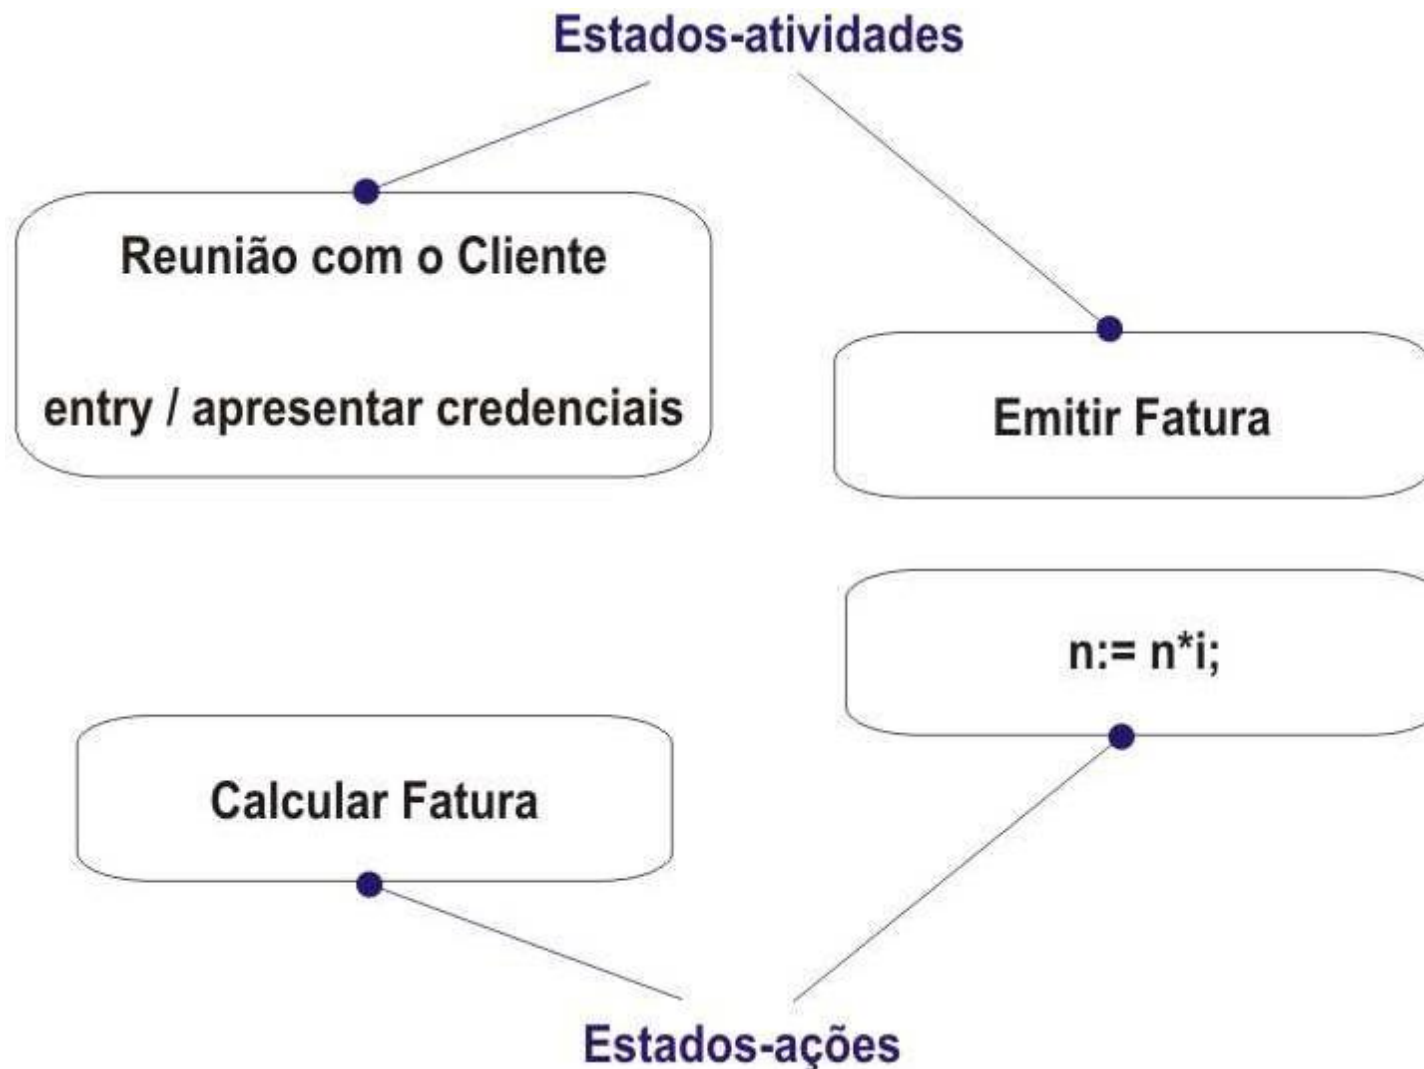 Estados-atividades
Reunião com o Cliente
entry / apresentar credenciais
Emitir Fatura
n:= n*i;
Calcular Fatura
Estados-ações